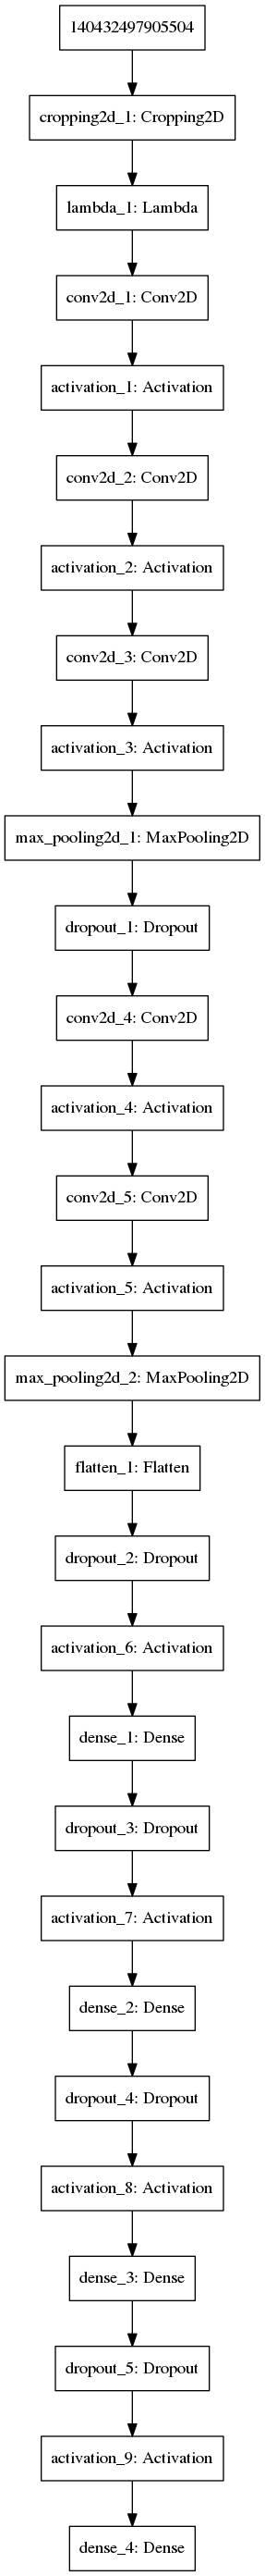 140432497905504
cropping2d_1: Cropping2D
lambda_1: Lambda
conv2d_1: Conv2D
activation_1: Activation
conv2d_2: Conv2D
activation_2: Activation
conv2d_3: Conv2D
activation_3: Activation
max_pooling2d_1: MaxPooling2D
dropout_1: Dropout
conv2d_4: Conv2D
activation_4: Activation
conv2d_5: Conv2D
activation_5: Activation
max_pooling2d_2: MaxPooling2D
flatten_1: Flatten
dropout_2: Dropout
activation_6: Activation
dense_1: Dense
dropout_3: Dropout
activation_7: Activation
dense_2: Dense
dropout_4: Dropout
activation_8: Activation
dense_3: Dense
dropout_5: Dropout
activation_9: Activation
dense_4: Dense